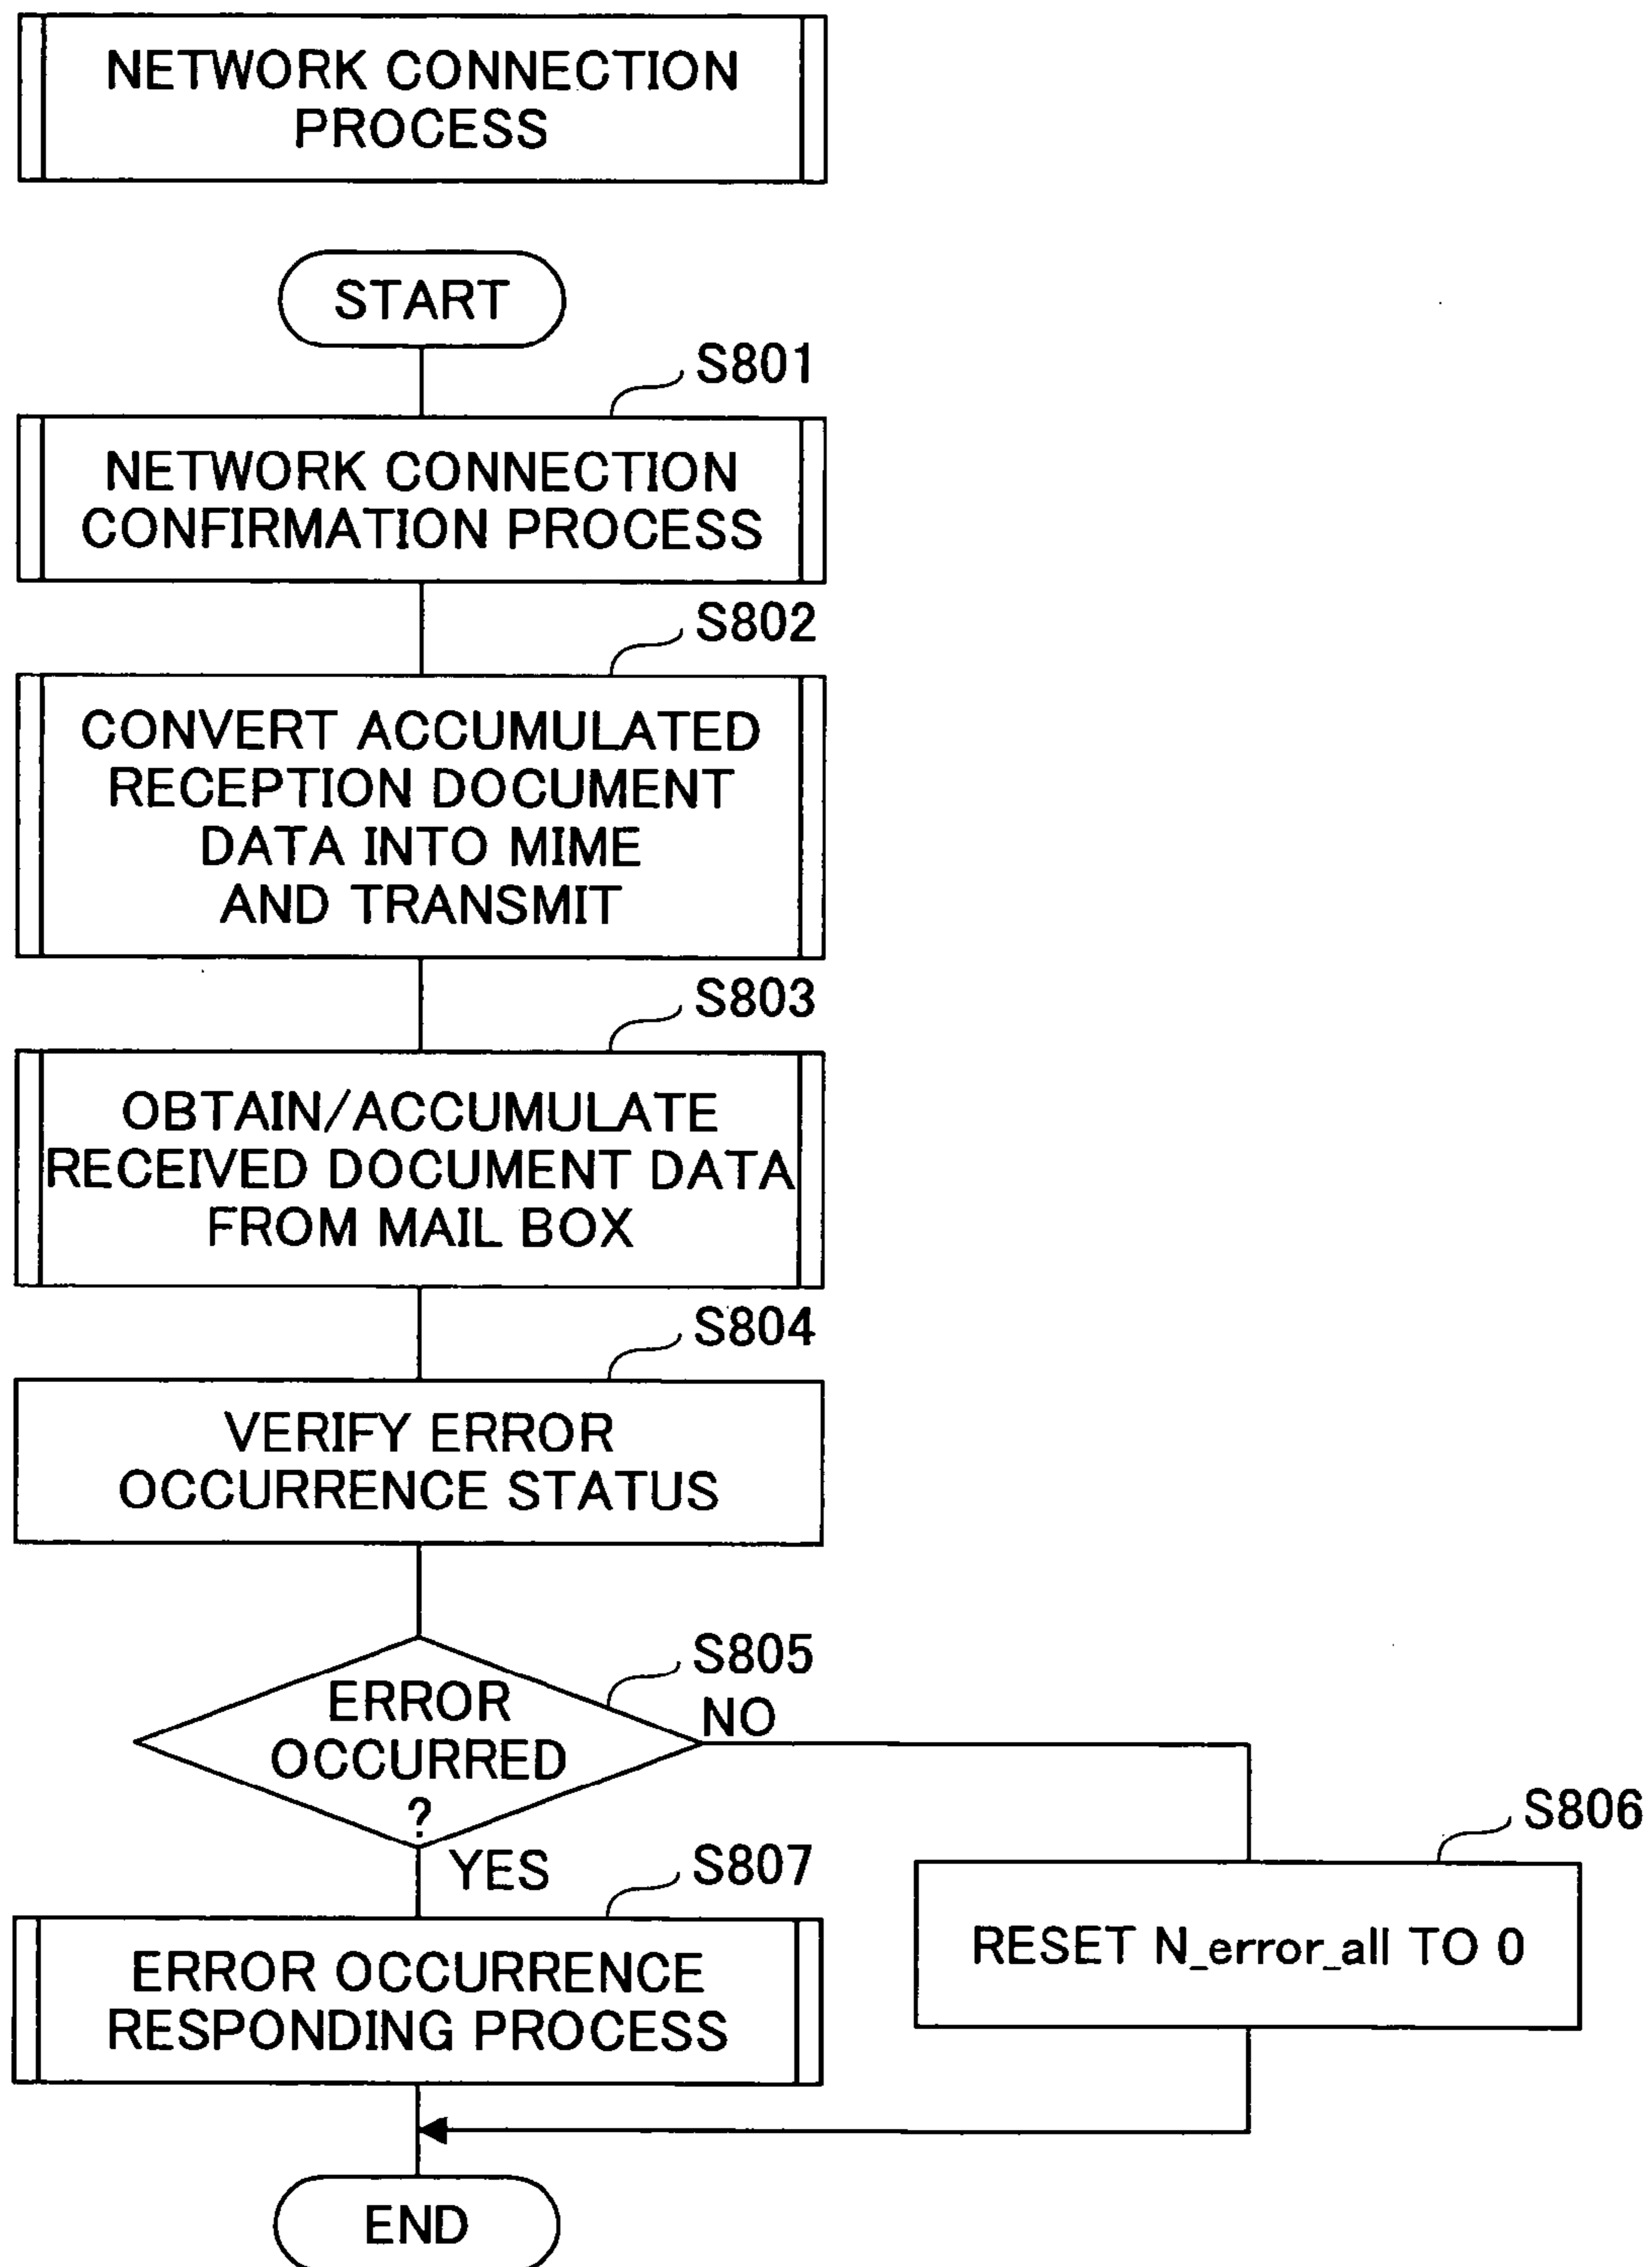 NETWORK CONNECTION
PROCESS
START
S801
NETWORK CONNECTION
CONFIRMATION PROCESS
S802
CONVERT ACCUMULATED
RECEPTION DOCUMENT
DATA INTO MIME
AND TRANSMIT
S803
OBTAIN/ACCUMULATE
RECEIVED DOCUMENT DATA
FROM MAIL BOX
S804
VERIFY ERROR
OCCURRENCE STATUS
S805
ERROR
OCCURRED
?
NO
YES
S806
RESET N_error_all TO 0
S807
ERROR OCCURRENCE
RESPONDING PROCESS
END